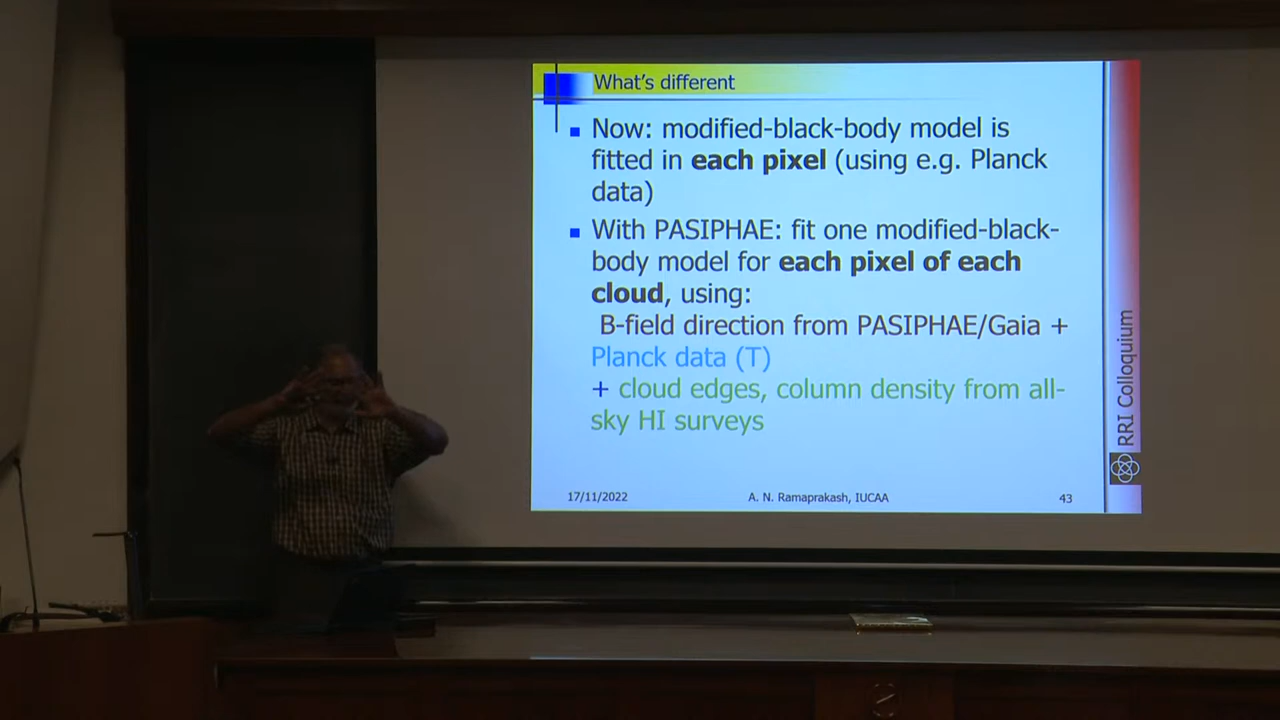 What's different
Now: modified-black-body model is
fitted in each pixel (using e.g. Planck
data)
With PASIPHAE: fit one modified-black-
body model for each pixel of each
cloud, using:
B-field direction from PASIPHAE/Gaia +
Planck data (T)
+ cloud edges, column density from all-
sky HI surveys
RRI Colloquium
17/11/2022
A. N. Ramaprakash, IUCAA
43